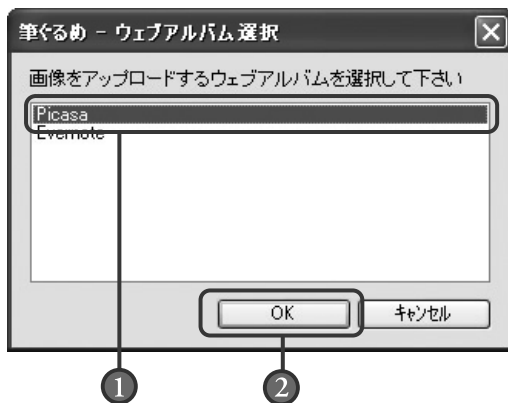 筆ぐるめ - ウェブアルバム選択
画像をアップロードするウェブアルバムを選択して下さい
Picasa
Evernote
OK
キャンセル
1
2